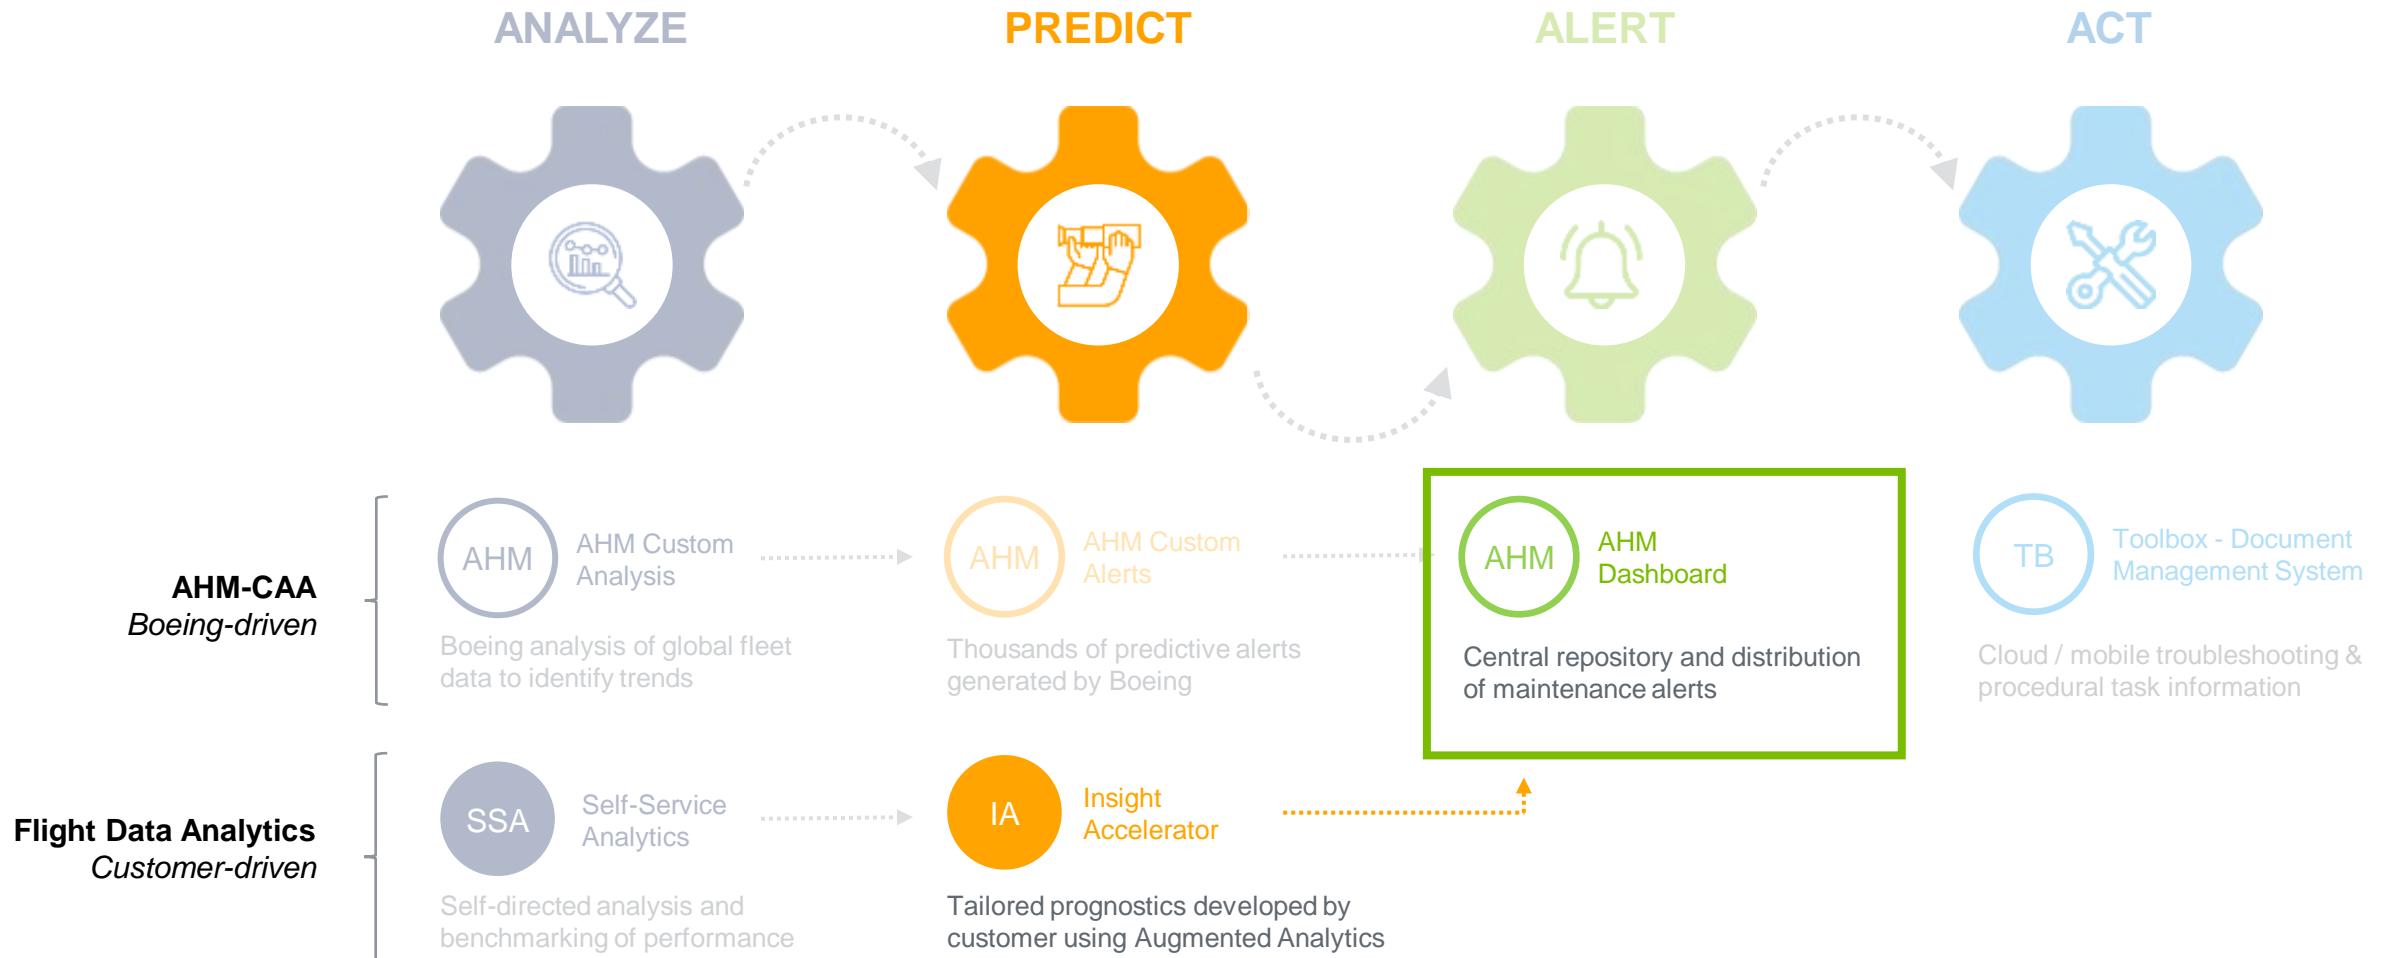 ANALYZE
PREDICT
ALERT
ACT
AHM-CAA
Boeing-driven
AHM
AHM Custom
Analysis
Boeing analysis of global fleet
data to identify trends
AHM
AHM Custom
Alerts
Thousands of predictive alerts
generated by Boeing
AHM
AHM
Dashboard
Central repository and distribution
of maintenance alerts
TB
Toolbox - Document
Management System
Cloud / mobile troubleshooting &
procedural task information
Flight Data Analytics
Customer-driven
SSA
Self-Service
Analytics
Self-directed analysis and
benchmarking of performance
IA
Insight
Accelerator
Tailored prognostics developed by
customer using Augmented Analytics